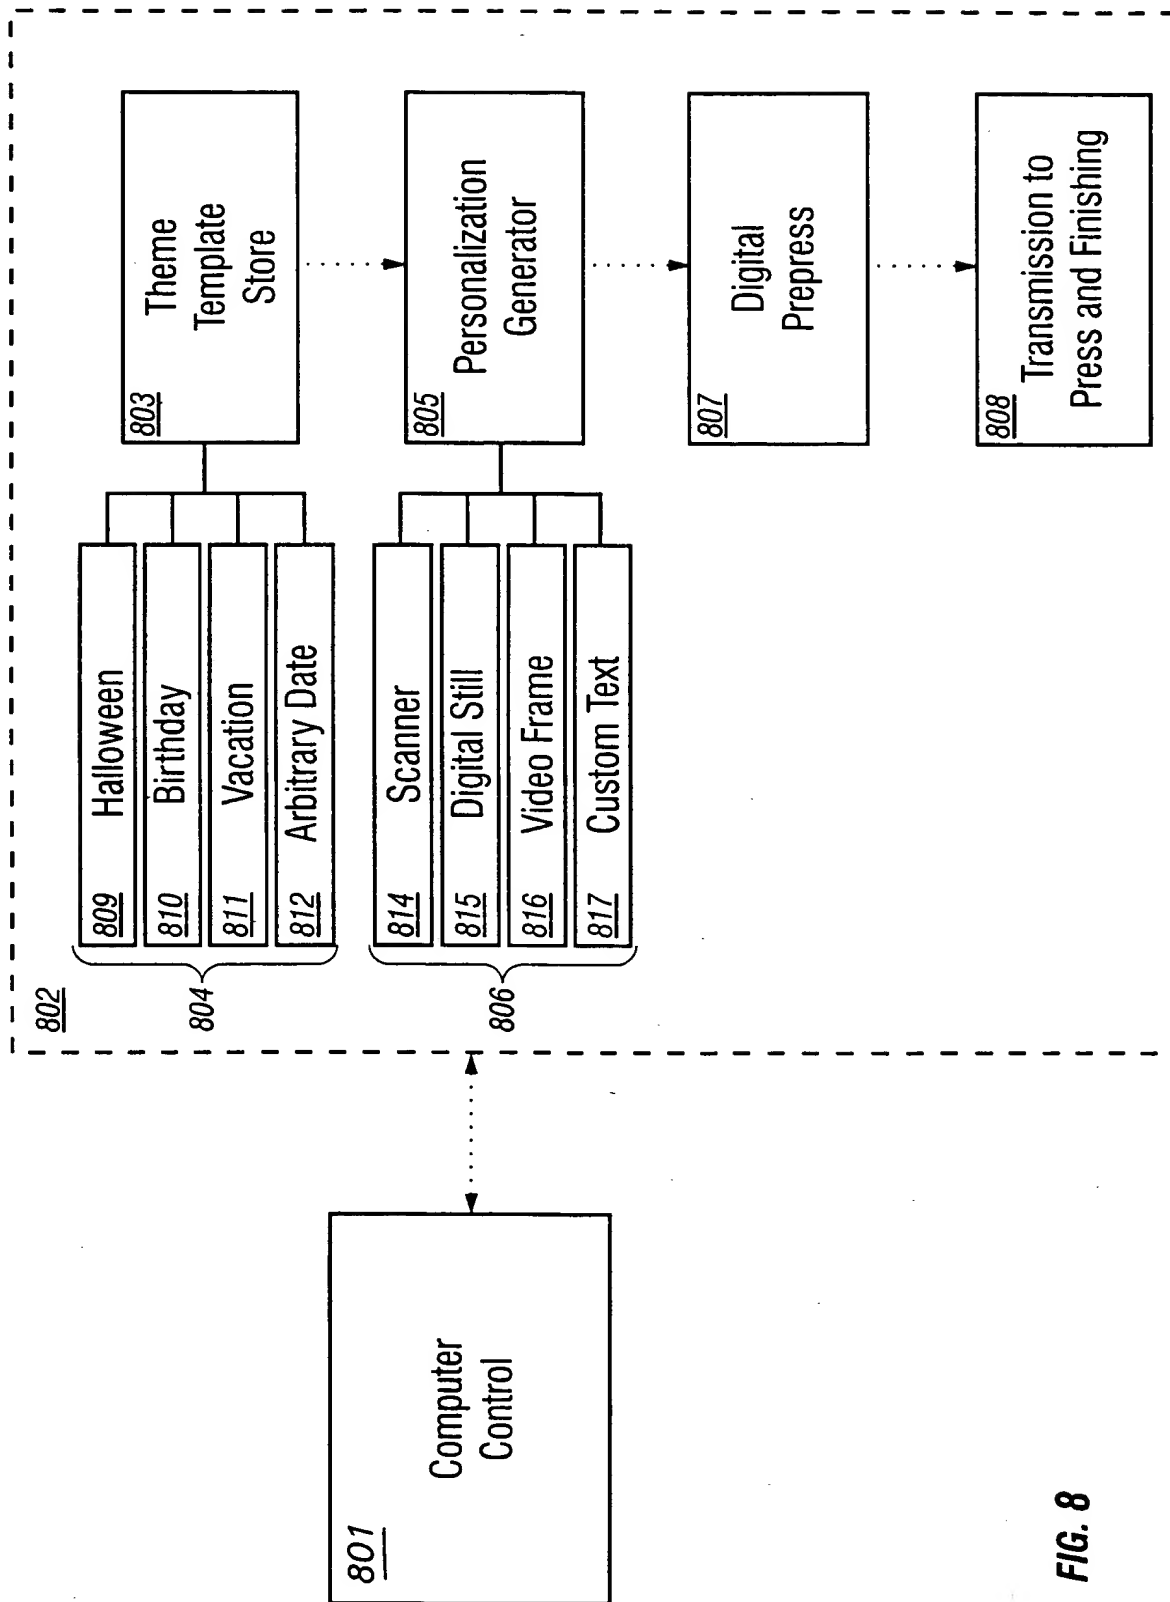 801
Computer
Control
802
804
809 Halloween
810 Birthday
811 Vacation
812 Arbitrary Date
803
Theme
Template
Store
806
814 Scanner
815 Digital Still
816 Video Frame
817 Custom Text
805
Personalization
Generator
807
Digital
Prepress
808
Transmission to
Press and Finishing
FIG. 8